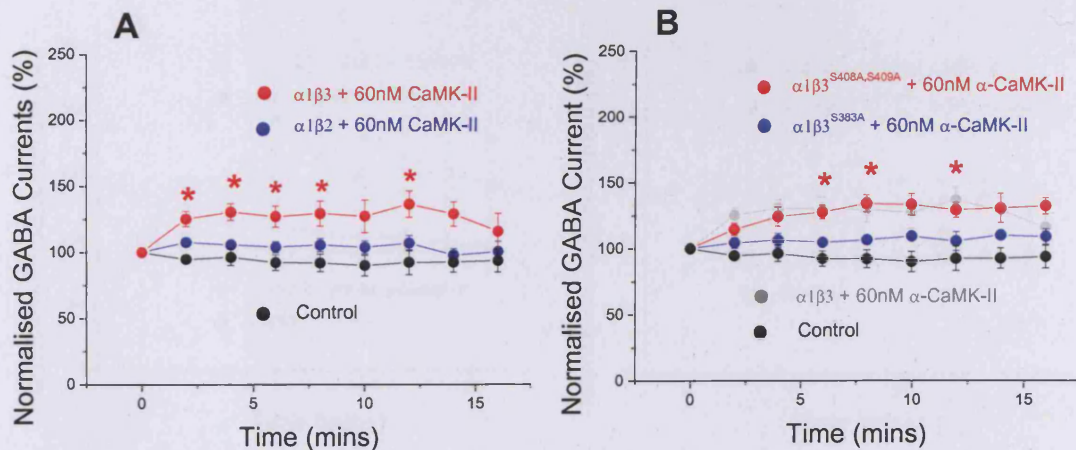 A
Normalised GABA Currents (%)
250
200
150
100
50
0
α1β3 + 60nM CaMK-II
α1β2 + 60nM CaMK-II
* * * * *
Control
0 5 10 15
Time (mins)
B
Normalised GABA Current (%)
250
200
150
100
50
0
α1β3S408A,S409A + 60nM α-CaMK-II
α1β3S383A + 60nM α-CaMK-II
* * *
α1β3 + 60nM α-CaMK-II
Control
0 5 10 15
Time (mins)